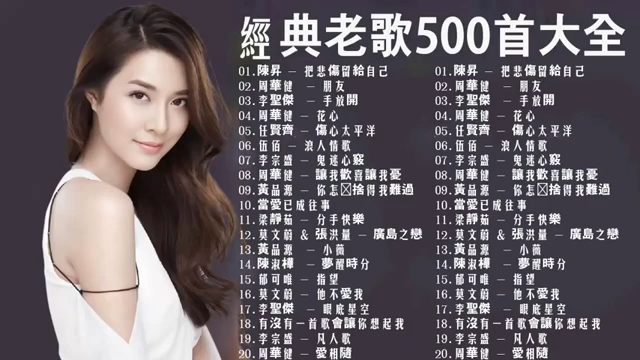 經典老歌500首大全
01.陳昇 – 把悲傷留給自己
02.周華健 – 朋友
03.李聖傑 – 手放開
04.周華健 – 花心
05.任賢齊 – 傷心太平洋
06.伍佰 – 浪人情歌
07.李宗盛 – 鬼迷心竅
08.周華健 – 讓我歡喜讓我憂
09.黃品源 – 你怎捨得我難過
10.當愛已成往事
11.梁靜茹 – 分手快樂
12.莫文蔚 & 張洪量 – 廣島之戀
13.黃品源 – 小薇
14.陳淑樺 – 夢醒時分
15.郁可唯 – 指望
16.莫文蔚 – 他不愛我
17.李聖傑 – 眼底星空
18.有沒有一首歌會讓你想起我
19.李宗盛 – 凡人歌
20.周華健 – 愛相隨
01.陳昇 – 把悲傷留給自己
02.周華健 – 朋友
03.李聖傑 – 手放開
04.周華健 – 花心
05.任賢齊 – 傷心太平洋
06.伍佰 – 浪人情歌
07.李宗盛 – 鬼迷心竅
08.周華健 – 讓我歡喜讓我憂
09.黃品源 – 你怎捨得我難過
10.當愛已成往事
11.梁靜茹 – 分手快樂
12.莫文蔚 & 張洪量 – 廣島之戀
13.黃品源 – 小薇
14.陳淑樺 – 夢醒時分
15.郁可唯 – 指望
16.莫文蔚 – 他不愛我
17.李聖傑 – 眼底星空
18.有沒有一首歌會讓你想起我
19.李宗盛 – 凡人歌
20.周華健 – 愛相隨